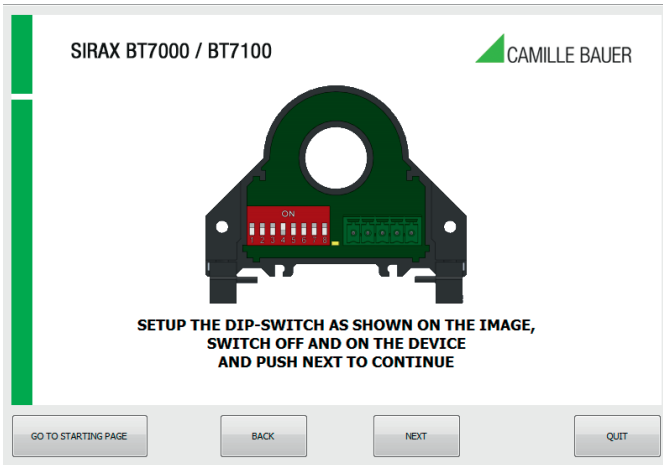 SIRAX BT7000 / BT7100
CAMILLE BAUER
ON
1 2 3 4 5 6 7 8
SETUP THE DIP-SWITCH AS SHOWN ON THE IMAGE,
SWITCH OFF AND ON THE DEVICE
AND PUSH NEXT TO CONTINUE
GO TO STARTING PAGE
BACK
NEXT
QUIT